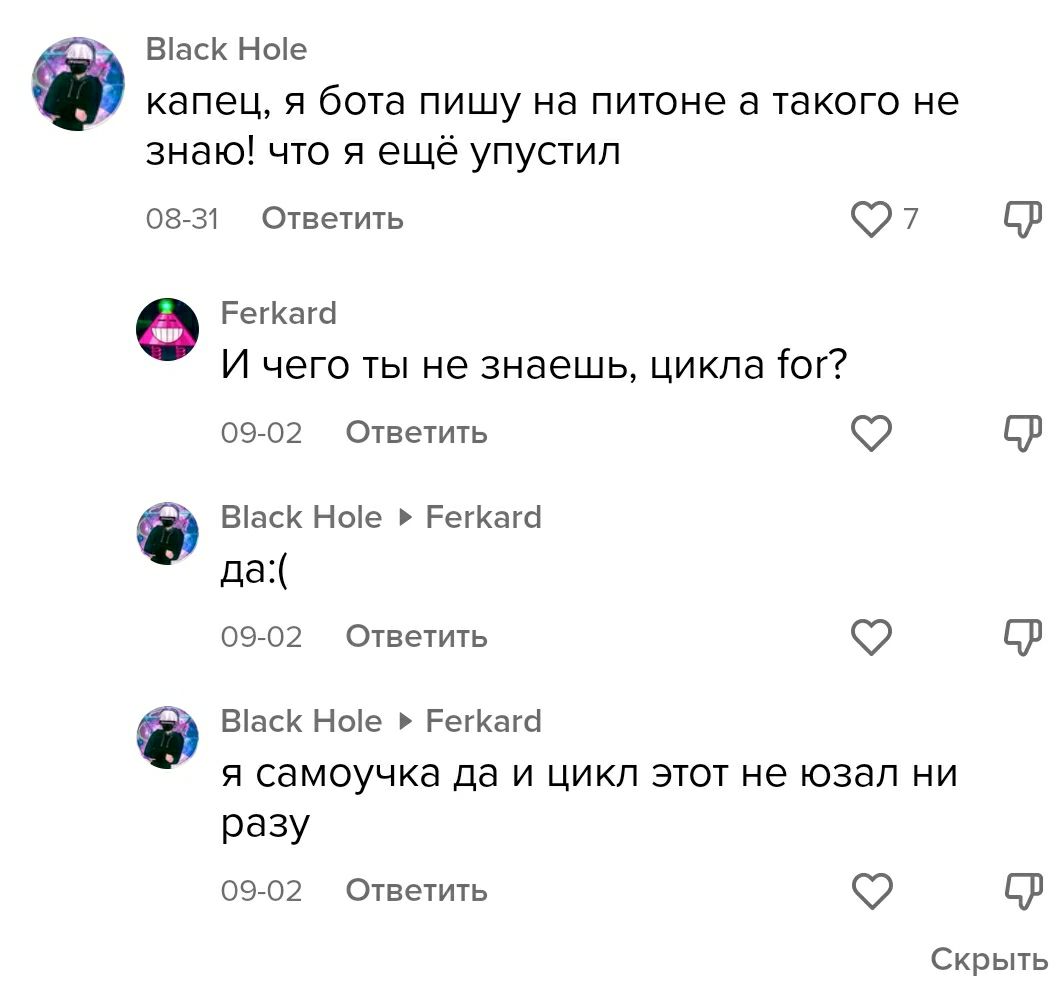 Black Hole
капец, я бота пишу на питоне а такого не
знаю! что я ещё упустил
08-31 Ответить 7
Ferkard
И чего ты не знаешь, цикла for?
09-02 Ответить
Black Hole ▶ Ferkard
да:(
09-02 Ответить
Black Hole ▶ Ferkard
я самоучка да и цикл этот не юзал ни
разу
09-02 Ответить
Скрыть